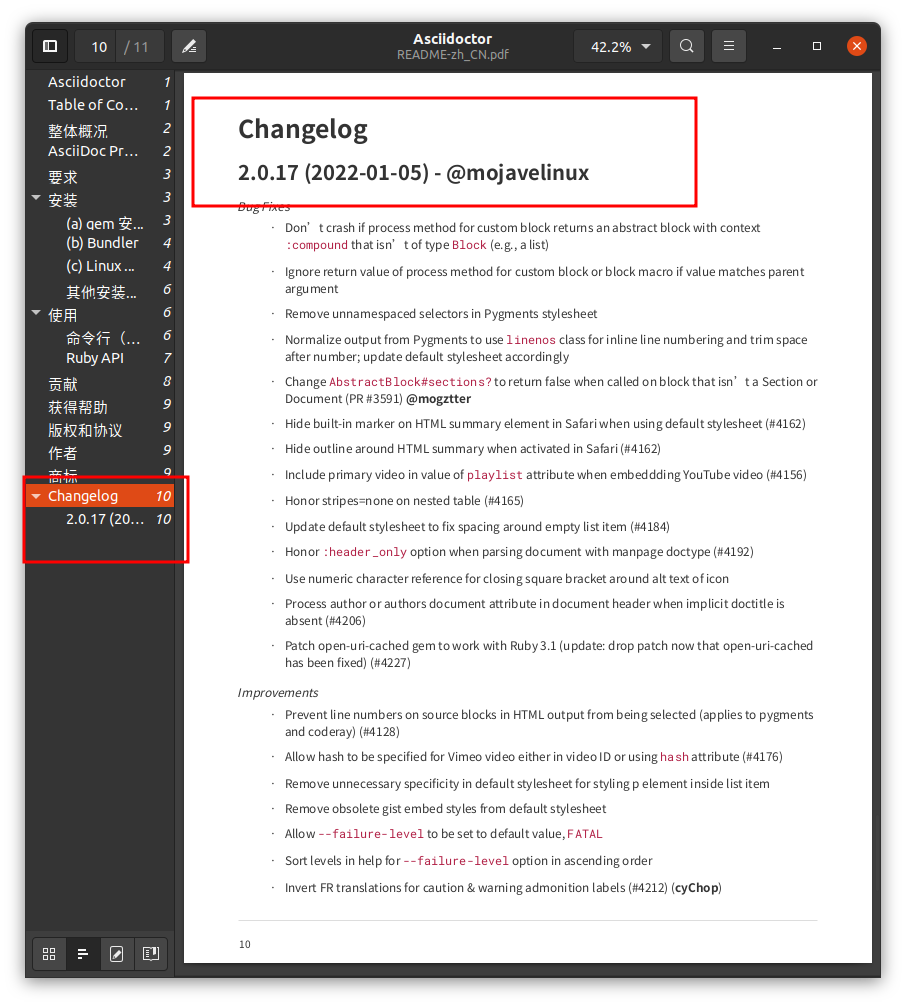 10 / 11
Asciidoctor
README-zh_CN.pdf
42.2%
Asciidoctor 1
Table of Co... 1
整体概况 2
AsciiDoc Pr... 2
要求 3
安装 3
(a) gem 安... 3
(b) Bundler 4
(c) Linux ... 4
其他安装... 6
使用 6
命令行（... 6
Ruby API 7
贡献 8
获得帮助 9
版权和协议 9
作者 9
商标 9
Changelog 10
2.0.17 (20... 10
Changelog
2.0.17 (2022-01-05) - @mojavelinux
Bug Fixes
· Don’t crash if process method for custom block returns an abstract block with context
:compound that isn’t of type Block (e.g., a list)
· Ignore return value of process method for custom block or block macro if value matches parent
argument
· Remove unnamespaced selectors in Pygments stylesheet
· Normalize output from Pygments to use linenos class for inline line numbering and trim space
after number; update default stylesheet accordingly
· Change AbstractBlock#sections? to return false when called on block that isn’t a Section or
Document (PR #3591) @mogztter
· Hide built-in marker on HTML summary element in Safari when using default stylesheet (#4162)
· Hide outline around HTML summary when activated in Safari (#4162)
· Include primary video in value of playlist attribute when embeddding YouTube video (#4156)
· Honor stripes=none on nested table (#4165)
· Update default stylesheet to fix spacing around empty list item (#4184)
· Honor :header_only option when parsing document with manpage doctype (#4192)
· Use numeric character reference for closing square bracket around alt text of icon
· Process author or authors document attribute in document header when implicit doctitle is
absent (#4206)
· Patch open-uri-cached gem to work with Ruby 3.1 (update: drop patch now that open-uri-cached
has been fixed) (#4227)
Improvements
· Prevent line numbers on source blocks in HTML output from being selected (applies to pygments
and coderay) (#4128)
· Allow hash to be specified for Vimeo video either in video ID or using hash attribute (#4176)
· Remove unnecessary specificity in default stylesheet for styling p element inside list item
· Remove obsolete gist embed styles from default stylesheet
· Allow --failure-level to be set to default value, FATAL
· Sort levels in help for --failure-level option in ascending order
· Invert FR translations for caution & warning admonition labels (#4212) (cyChop)
10